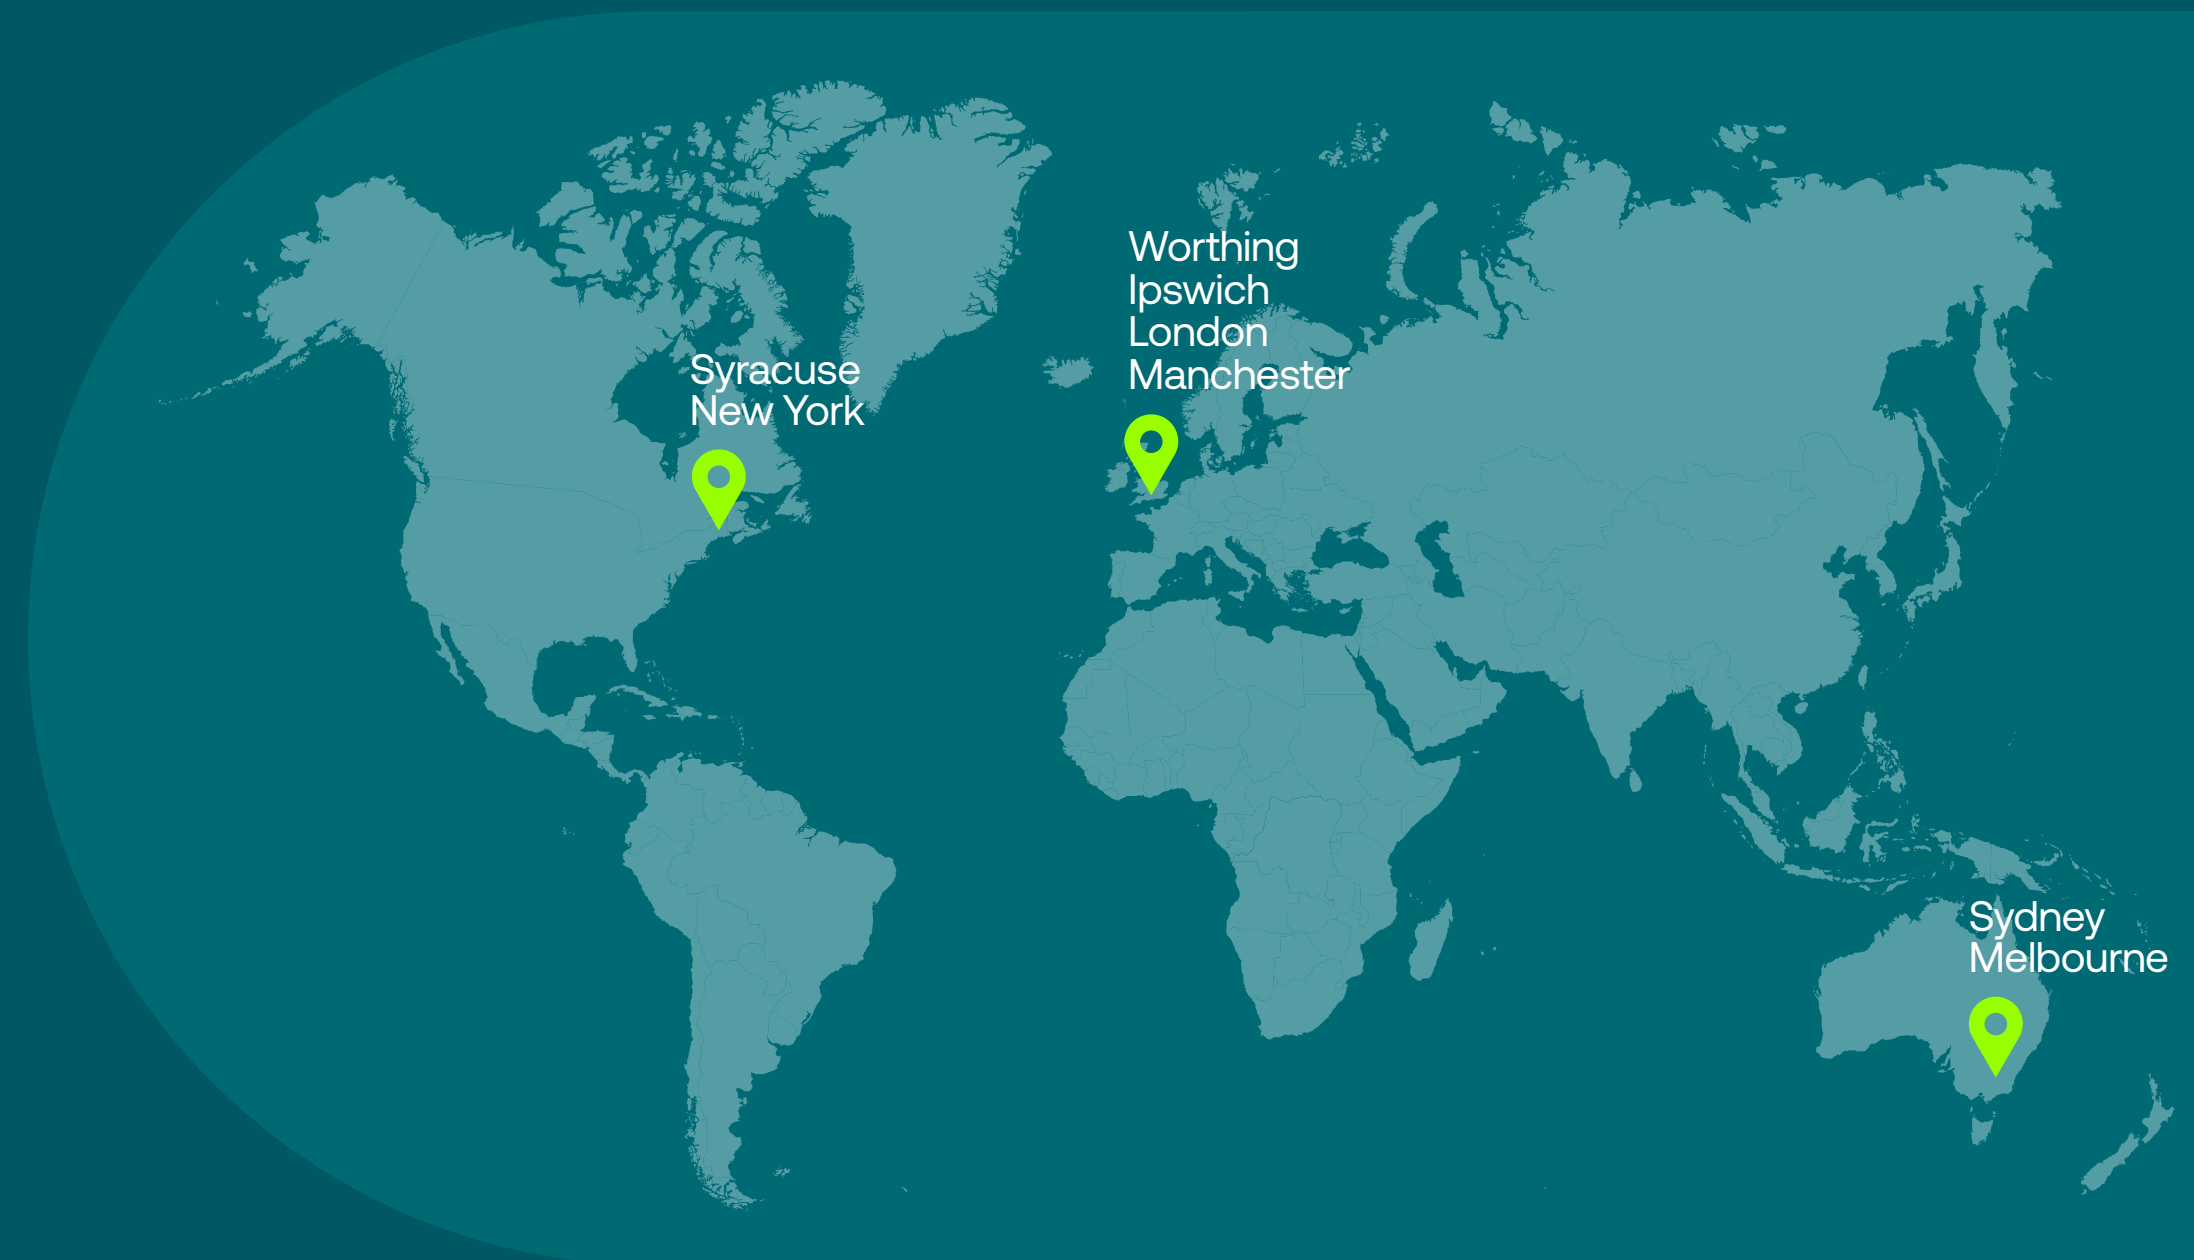 Worthing
Ipswich
London
Manchester
Syracuse
New York
Sydney
Melbourne